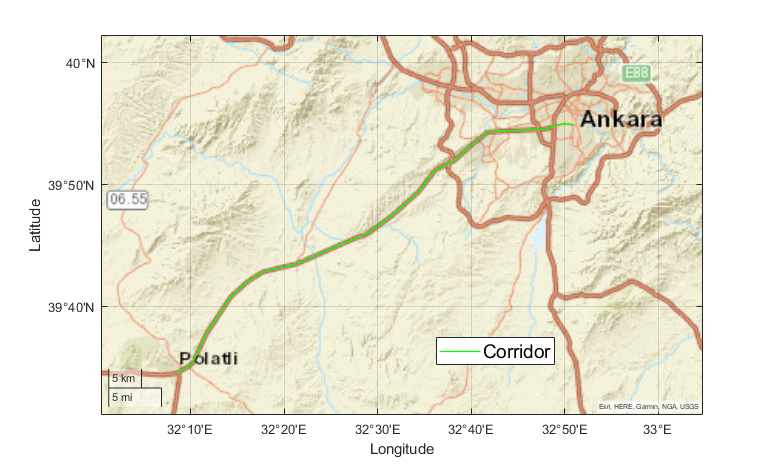 40°N
E88
Ankara
39°50'N
06.55
Latitude
39°40'N
Polatli
Corridor
5 km
5 mi
Esri, HERE, Garmin, NGA, USGS
32°10'E
32°20'E
32°30'E
32°40'E
32°50'E
33°E
Longitude